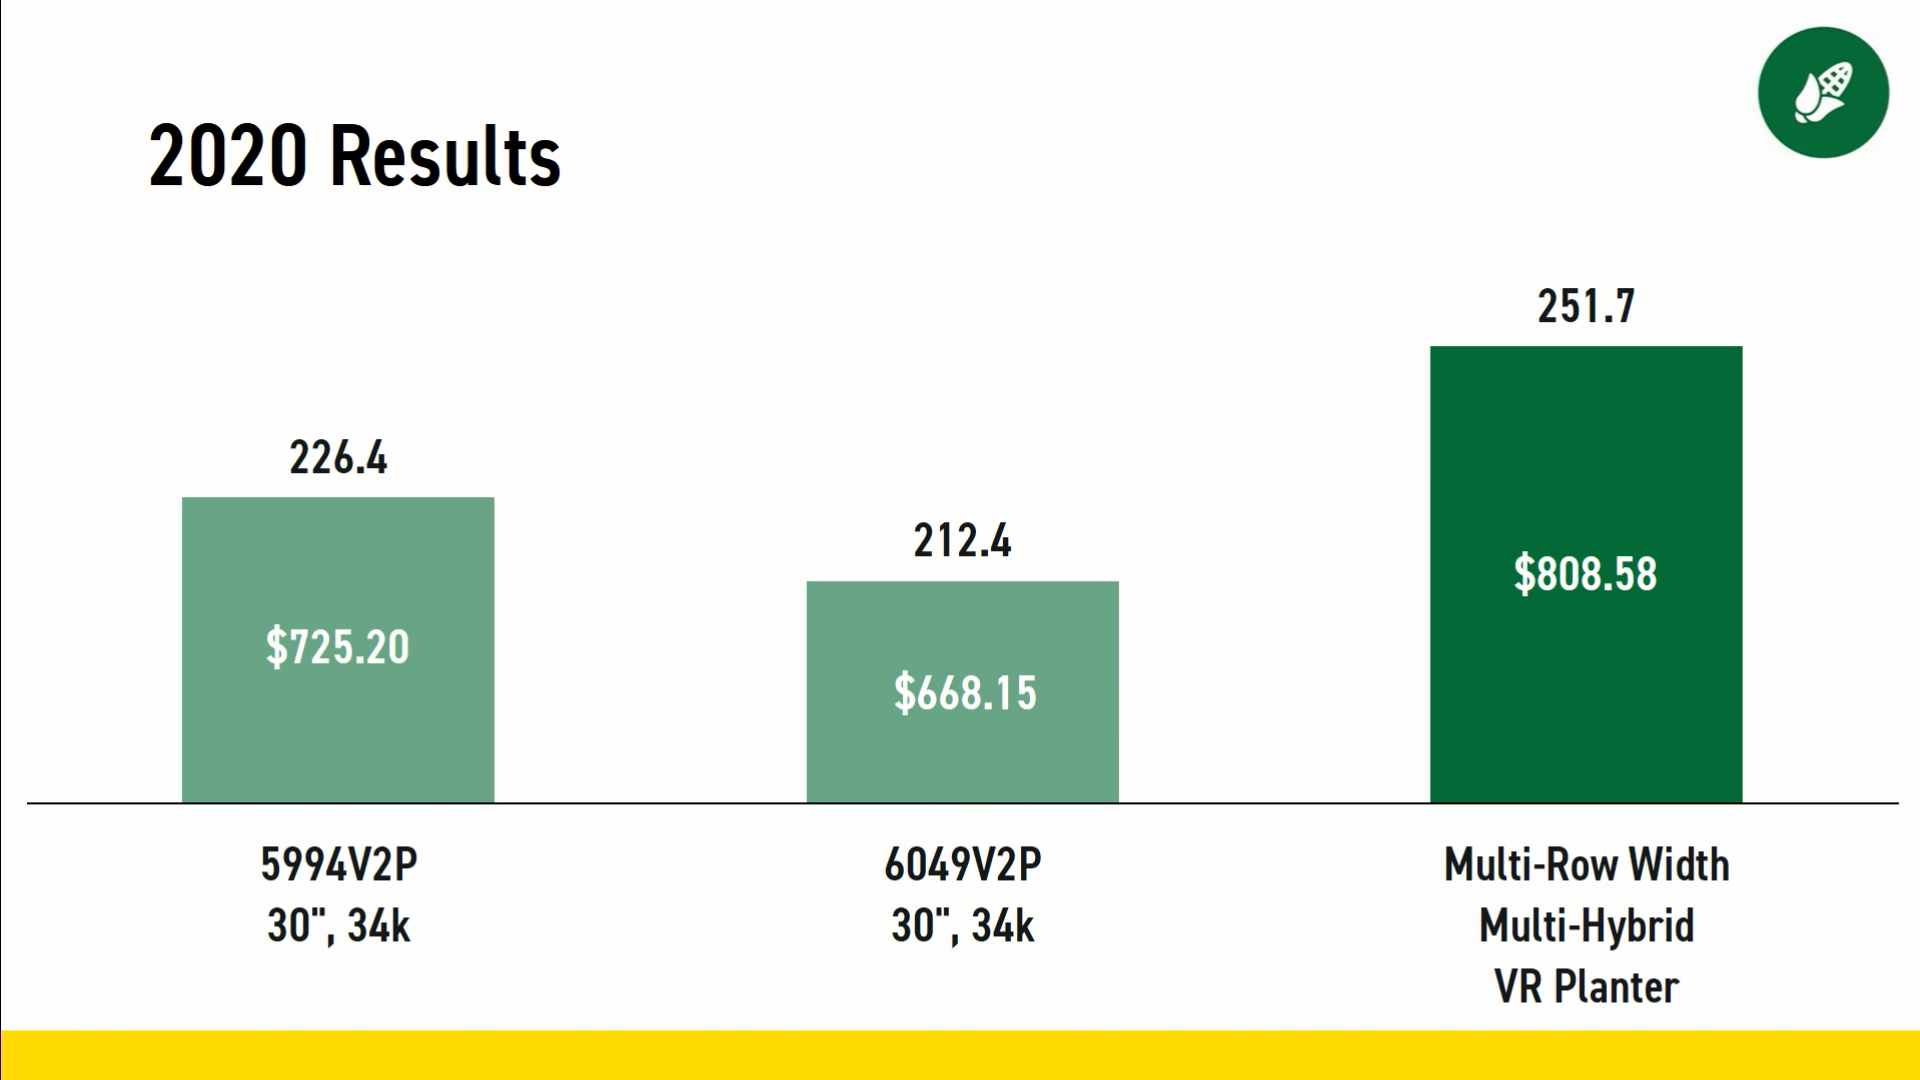 2020 Results
226.4
212.4
251.7
$725.20
$668.15
$808.58
5994V2P
30", 34k
6049V2P
30", 34k
Multi-Row Width
Multi-Hybrid
VR Planter